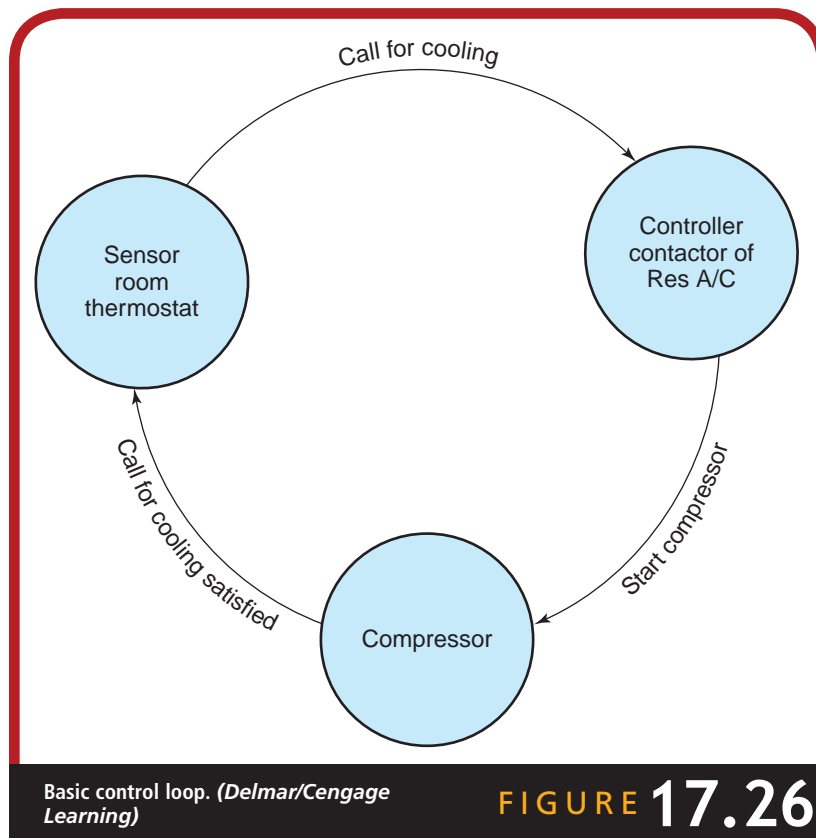 Call for cooling
Sensor
room
thermostat
Controller
contactor of
Res A/C
Call for cooling satisfied
Start compressor
Compressor
Basic control loop. (Delmar/Cengage
Learning)
FIGURE 17.26